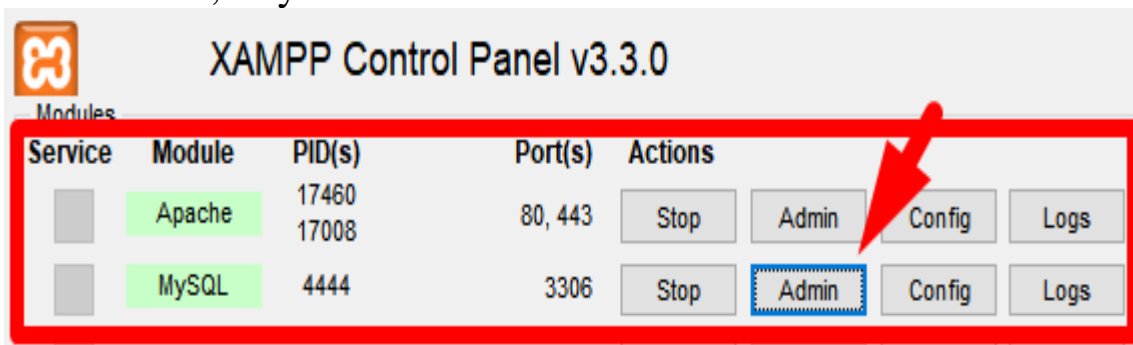 XAMPP Control Panel v3.3.0
Modules
Service Module PID(s) Port(s) Actions
Apache 17460 17008 80, 443 Stop Admin Config Logs
MySQL 4444 3306 Stop Admin Config Logs